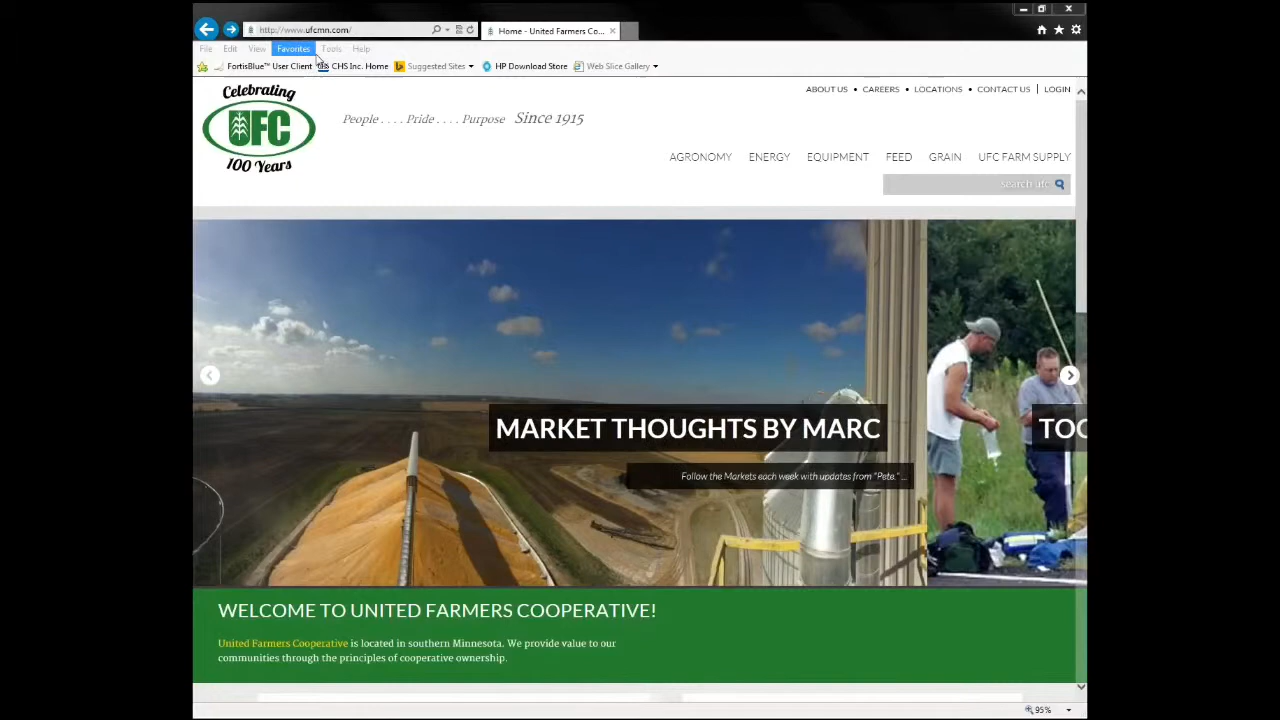 http://www.ufcmn.com/
Home - United Farmers Co...
File Edit View Favorites Tools Help
FortisBlue™ User Client CHS Inc. Home Suggested Sites HP Download Store Web Slice Gallery
Celebrating
UFC
100 Years
People . . . . Pride . . . . Purpose Since 1915
ABOUT US • CAREERS • LOCATIONS • CONTACT US | LOGIN
AGRONOMY ENERGY EQUIPMENT FEED GRAIN UFC FARM SUPPLY
search ufc
MARKET THOUGHTS BY MARC
Follow the Markets each week with updates from "Pete." ...
TOO
WELCOME TO UNITED FARMERS COOPERATIVE!
United Farmers Cooperative is located in southern Minnesota. We provide value to our
communities through the principles of cooperative ownership.
95%